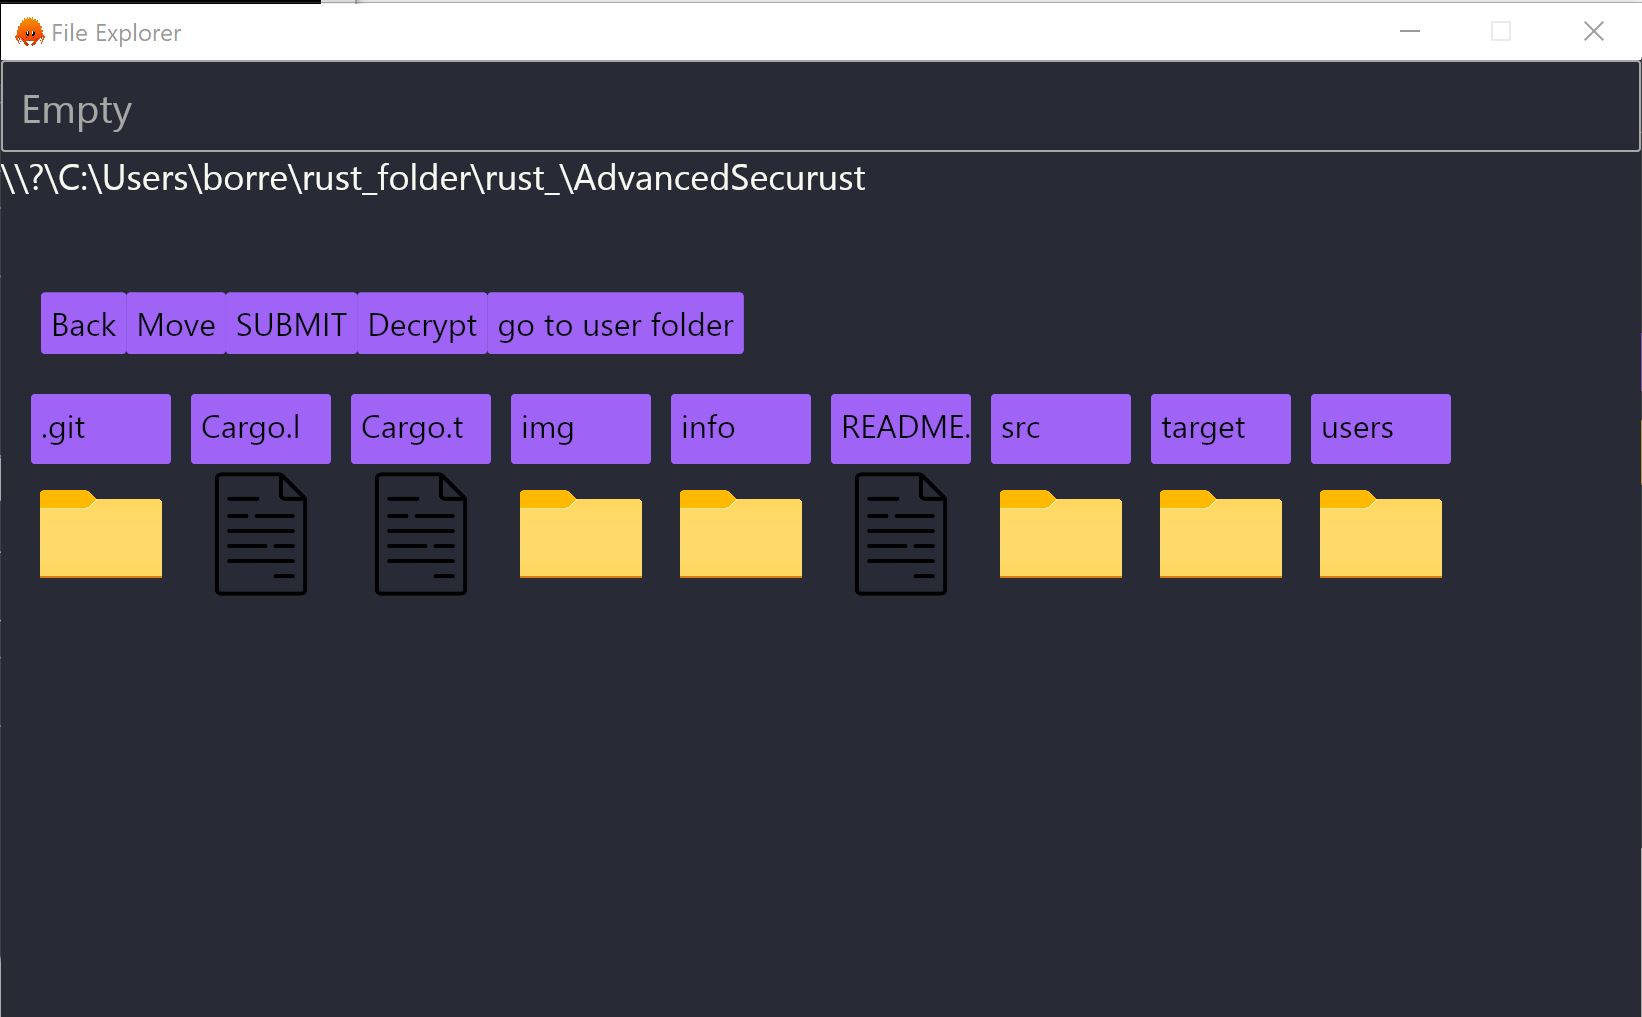 File Explorer
Empty
\\?\C:\Users\borre\rust_folder\rust_\AdvancedSecurust
Back Move SUBMIT Decrypt go to user folder
.git Cargo.l Cargo.t img info README. src target users